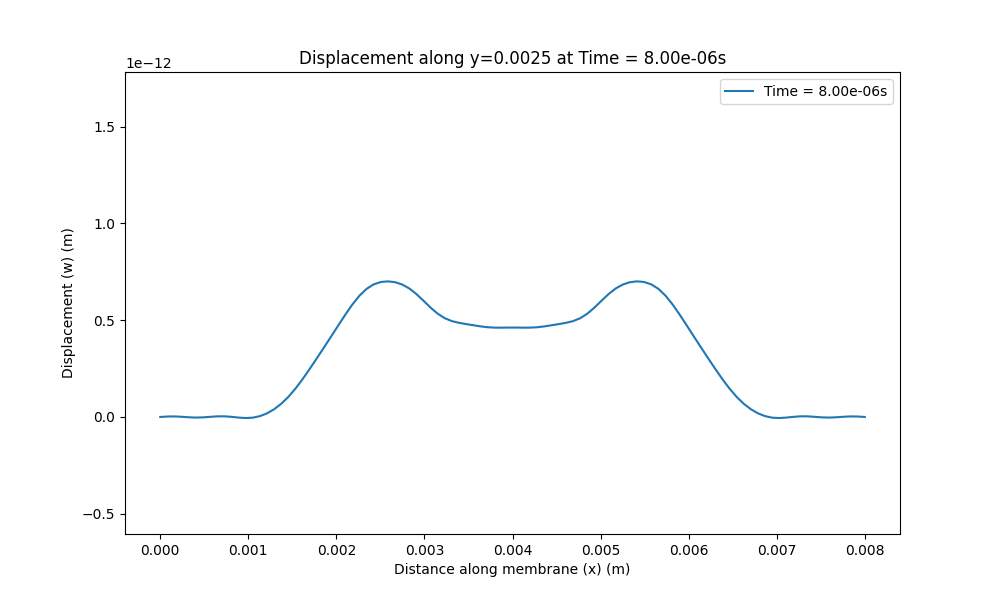 Displacement along y=0.0025 at Time = 8.00e-06s
1e−12
Time = 8.00e-06s
1.5
1.0
0.5
0.0
−0.5
Displacement (w) (m)
0.000 0.001 0.002 0.003 0.004 0.005 0.006 0.007 0.008
Distance along membrane (x) (m)